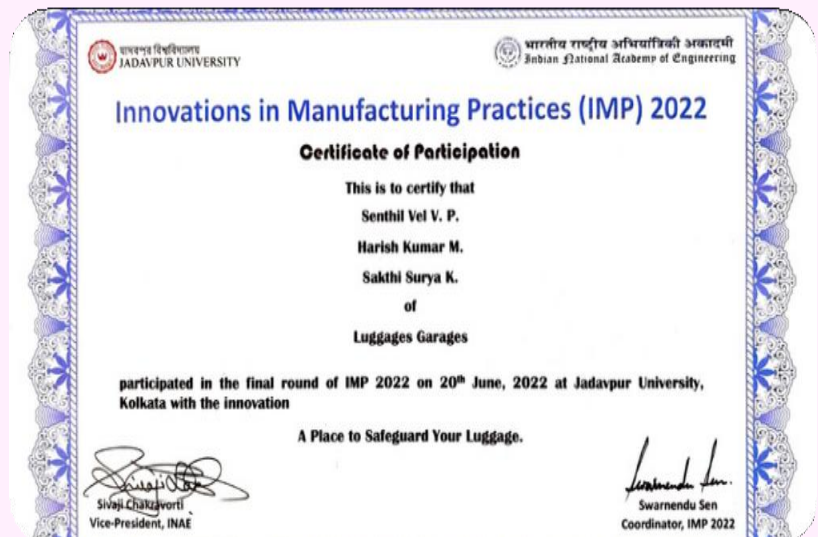 যাদবপুর বিশ্ববিদ্যালয়
JADAVPUR UNIVERSITY
भारतीय राष्ट्रीय अभियांत्रिकी अकादमी
Indian National Academy of Engineering
Innovations in Manufacturing Practices (IMP) 2022
Certificate of Participation
This is to certify that
Senthil Vel V. P.
Harish Kumar M.
Sakthi Surya K.
of
Luggages Garages
participated in the final round of IMP 2022 on 20th June, 2022 at Jadavpur University,
Kolkata with the innovation
A Place to Safeguard Your Luggage.
Sivaji Chakravorti
Vice-President, INAE
Swarnendu Sen
Coordinator, IMP 2022